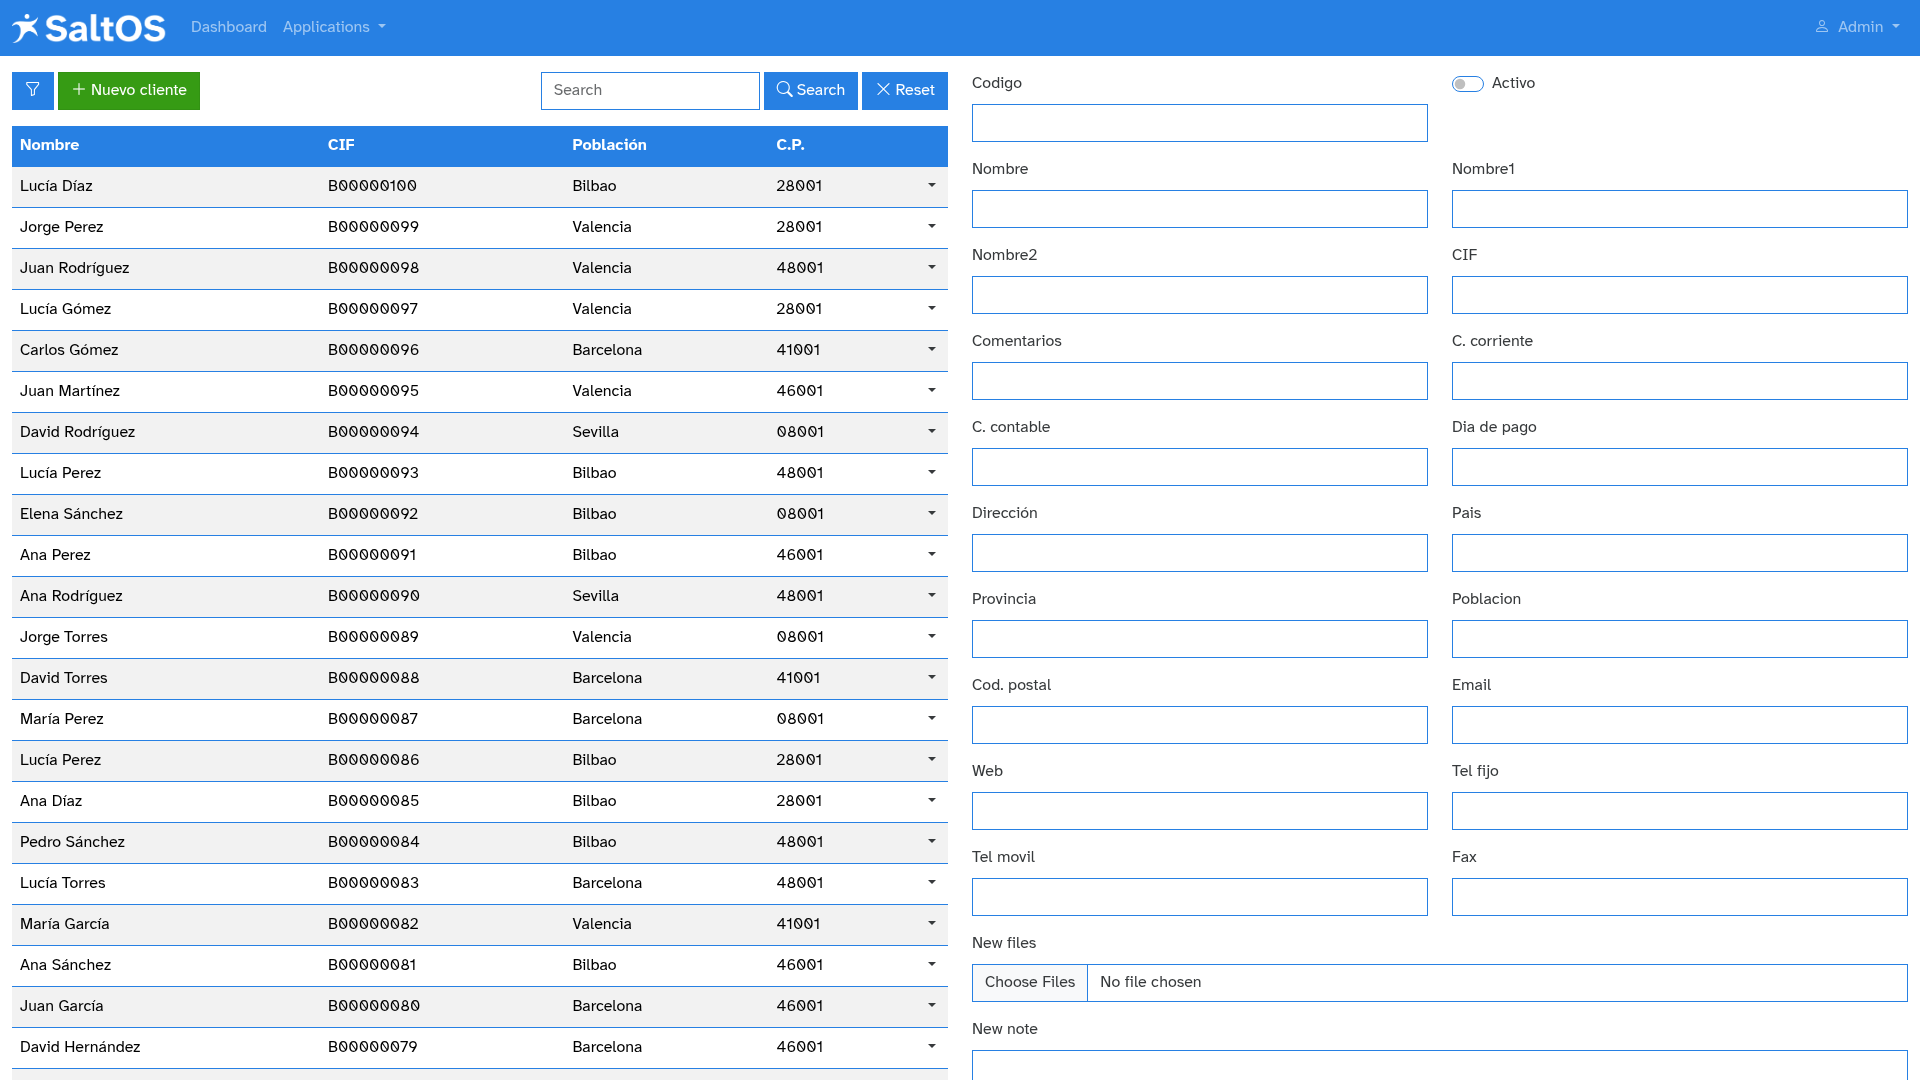 SaltOS Dashboard Applications Admin
Nuevo cliente Search Search Reset
Nombre CIF Población C.P.
Lucía Díaz B00000100 Bilbao 28001
Jorge Perez B00000099 Valencia 28001
Juan Rodríguez B00000098 Valencia 48001
Lucía Gómez B00000097 Valencia 28001
Carlos Gómez B00000096 Barcelona 41001
Juan Martínez B00000095 Valencia 46001
David Rodríguez B00000094 Sevilla 08001
Lucía Perez B00000093 Bilbao 48001
Elena Sánchez B00000092 Bilbao 08001
Ana Perez B00000091 Bilbao 46001
Ana Rodríguez B00000090 Sevilla 48001
Jorge Torres B00000089 Valencia 08001
David Torres B00000088 Barcelona 41001
María Perez B00000087 Barcelona 08001
Lucía Perez B00000086 Bilbao 28001
Ana Díaz B00000085 Bilbao 28001
Pedro Sánchez B00000084 Bilbao 48001
Lucía Torres B00000083 Barcelona 48001
María García B00000082 Valencia 41001
Ana Sánchez B00000081 Bilbao 46001
Juan García B00000080 Barcelona 46001
David Hernández B00000079 Barcelona 46001
Codigo Activo
Nombre Nombre1
Nombre2 CIF
Comentarios C. corriente
C. contable Dia de pago
Dirección Pais
Provincia Poblacion
Cod. postal Email
Web Tel fijo
Tel movil Fax
New files
Choose Files No file chosen
New note